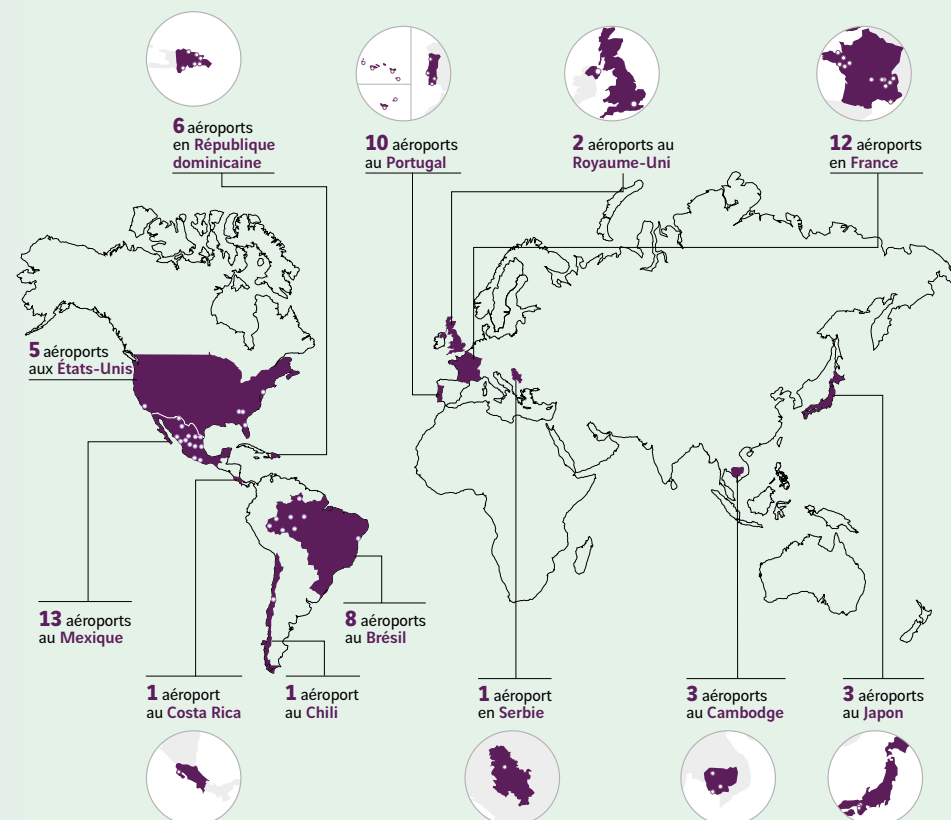 6 aéroports
en République
dominicaine
10 aéroports
au Portugal
2 aéroports au
Royaume-Uni
12 aéroports
en France
5 aéroports
aux États-Unis
13 aéroports
au Mexique
8 aéroports
au Brésil
1 aéroport
au Costa Rica
1 aéroport
au Chili
1 aéroport
en Serbie
3 aéroports
au Cambodge
3 aéroports
au Japon